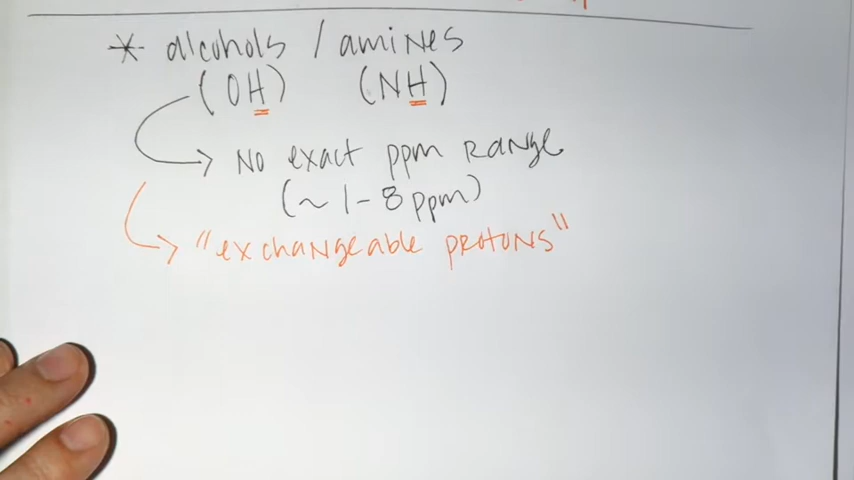 * alcohols / amines
(OH) (NH)
→ No exact ppm range
(~ 1-8 ppm)
→ "exchangeable protons"